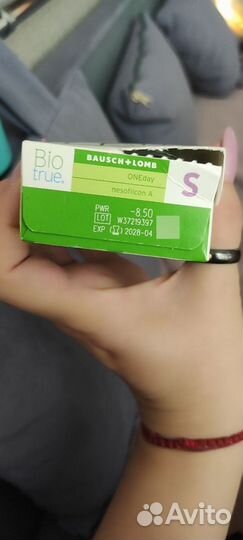 Bio
true®
BAUSCH+LOMB
ONEday
nesofilcon A
S
PWR -8.50
LOT W37219397
EXP 2028-04
Avito